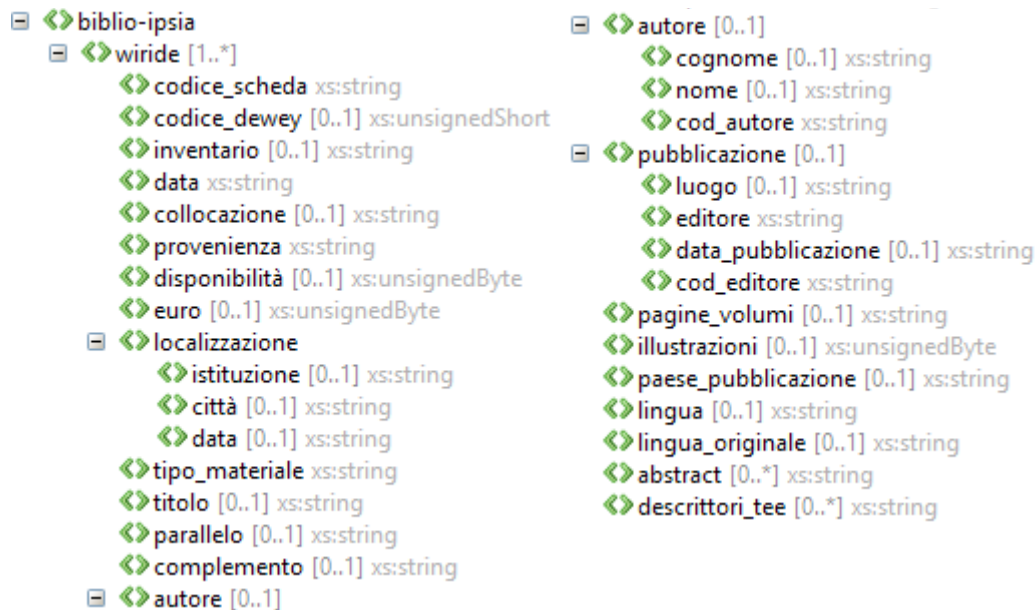 biblio-ipsia
wiride [1..*]
codice_scheda xs:string
codice_dewey [0..1] xs:unsignedShort
inventario [0..1] xs:string
data xs:string
collocazione [0..1] xs:string
provenienza xs:string
disponibilità [0..1] xs:unsignedByte
euro [0..1] xs:unsignedByte
localizzazione
istituzione [0..1] xs:string
città [0..1] xs:string
data [0..1] xs:string
tipo_materiale xs:string
titolo [0..1] xs:string
parallelo [0..1] xs:string
complemento [0..1] xs:string
autore [0..1]
autore [0..1]
cognome [0..1] xs:string
nome [0..1] xs:string
cod_autore xs:string
pubblicazione [0..1]
luogo [0..1] xs:string
editore xs:string
data_pubblicazione [0..1] xs:string
cod_editore xs:string
pagine_volumi [0..1] xs:string
illustrazioni [0..1] xs:unsignedByte
paese_pubblicazione [0..1] xs:string
lingua [0..1] xs:string
lingua_originale [0..1] xs:string
abstract [0..*] xs:string
descrittori_tee [0..*] xs:string